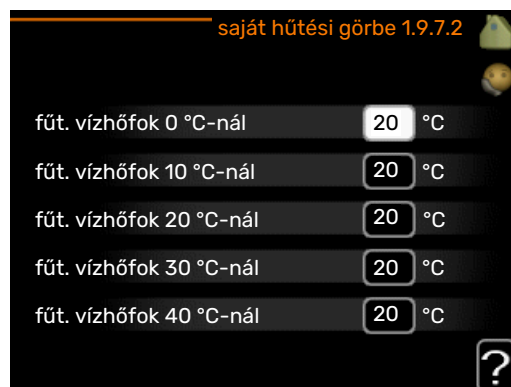 saját hűtési görbe 1.9.7.2
fűt. vízhőfok 0 °C-nál 20 °C
fűt. vízhőfok 10 °C-nál 20 °C
fűt. vízhőfok 20 °C-nál 20 °C
fűt. vízhőfok 30 °C-nál 20 °C
fűt. vízhőfok 40 °C-nál 20 °C
?